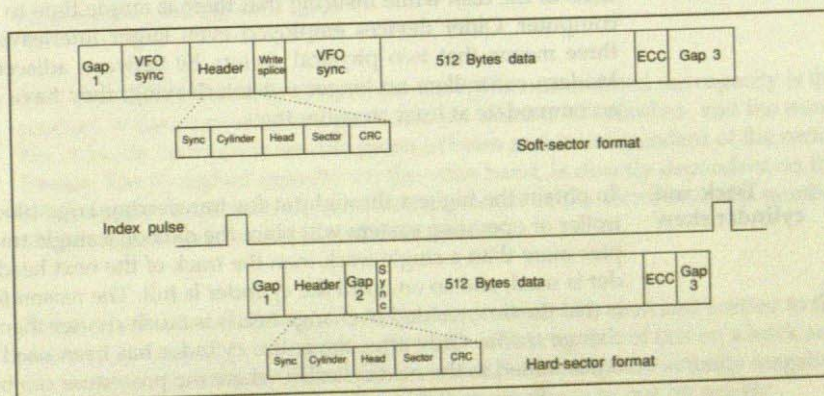 Gap 1 VFO sync Header Write splice VFO sync 512 Bytes data ECC Gap 3
Sync Cylinder Head Sector CRC
Soft-sector format
Index pulse
Gap 1 Header Gap 2 Sync 512 Bytes data ECC Gap 3
Sync Cylinder Head Sector CRC
Hard-sector format